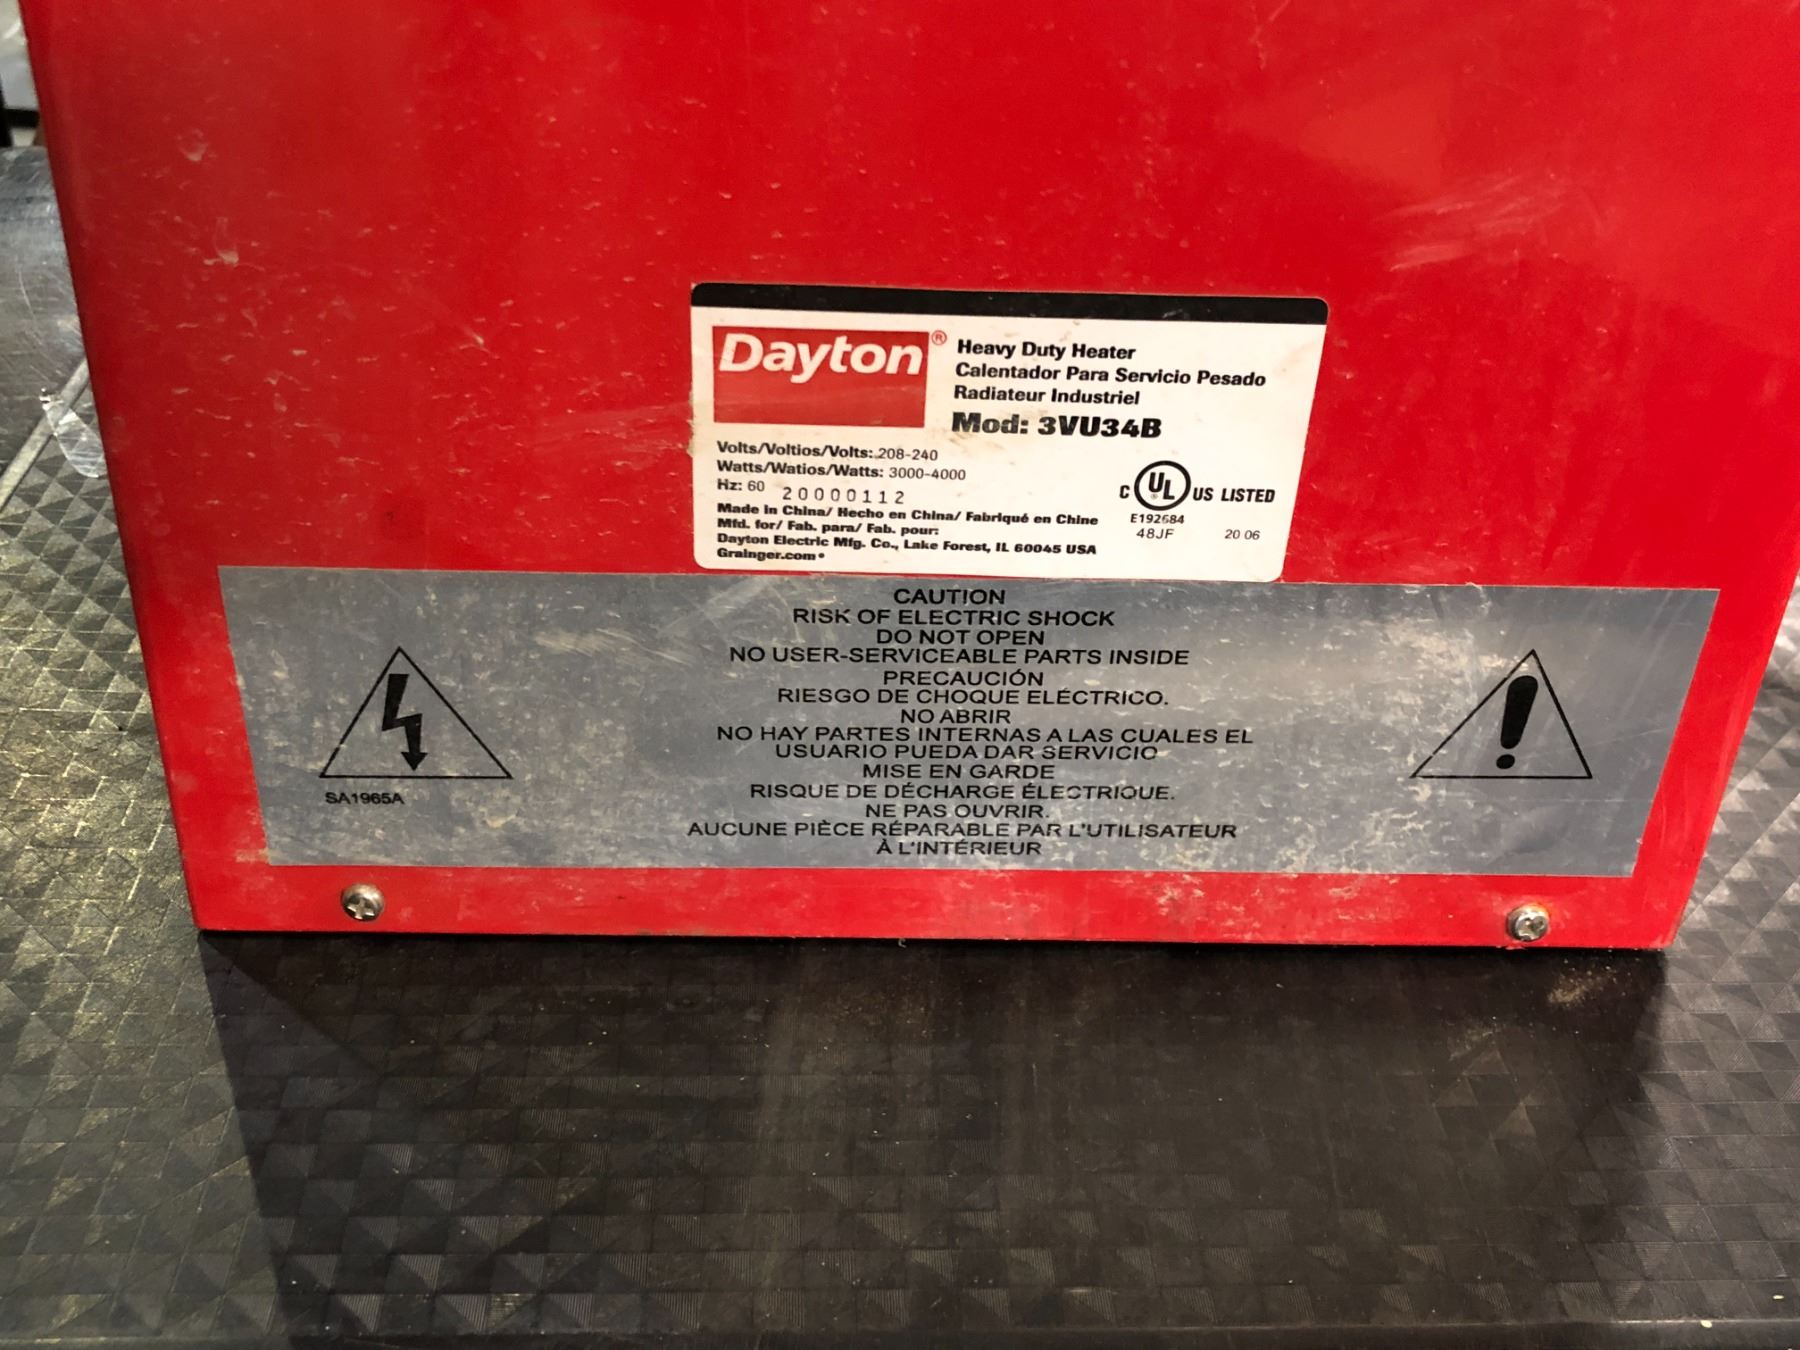 Dayton®
Heavy Duty Heater
Calentador Para Servicio Pesado
Radiateur Industriel
Mod: 3VU34B
Volts/Voltios/Volts: 208-240
Watts/Watios/Watts: 3000-4000
Hz: 60 20000112
Made in China/ Hecho en China/ Fabriqué en Chine
Mfd. for/ Fab. para/ Fab. pour:
Dayton Electric Mfg. Co., Lake Forest, IL 60045 USA
Grainger.com®
C UL® US LISTED
E192684
48JF 20 06
CAUTION
RISK OF ELECTRIC SHOCK
DO NOT OPEN
NO USER-SERVICEABLE PARTS INSIDE
PRECAUCIÓN
RIESGO DE CHOQUE ELÉCTRICO.
NO ABRIR
NO HAY PARTES INTERNAS A LAS CUALES EL
USUARIO PUEDA DAR SERVICIO
MISE EN GARDE
RISQUE DE DÉCHARGE ÉLECTRIQUE.
NE PAS OUVRIR.
AUCUNE PIÈCE RÉPARABLE PAR L'UTILISATEUR
À L'INTÉRIEUR
SA1965A